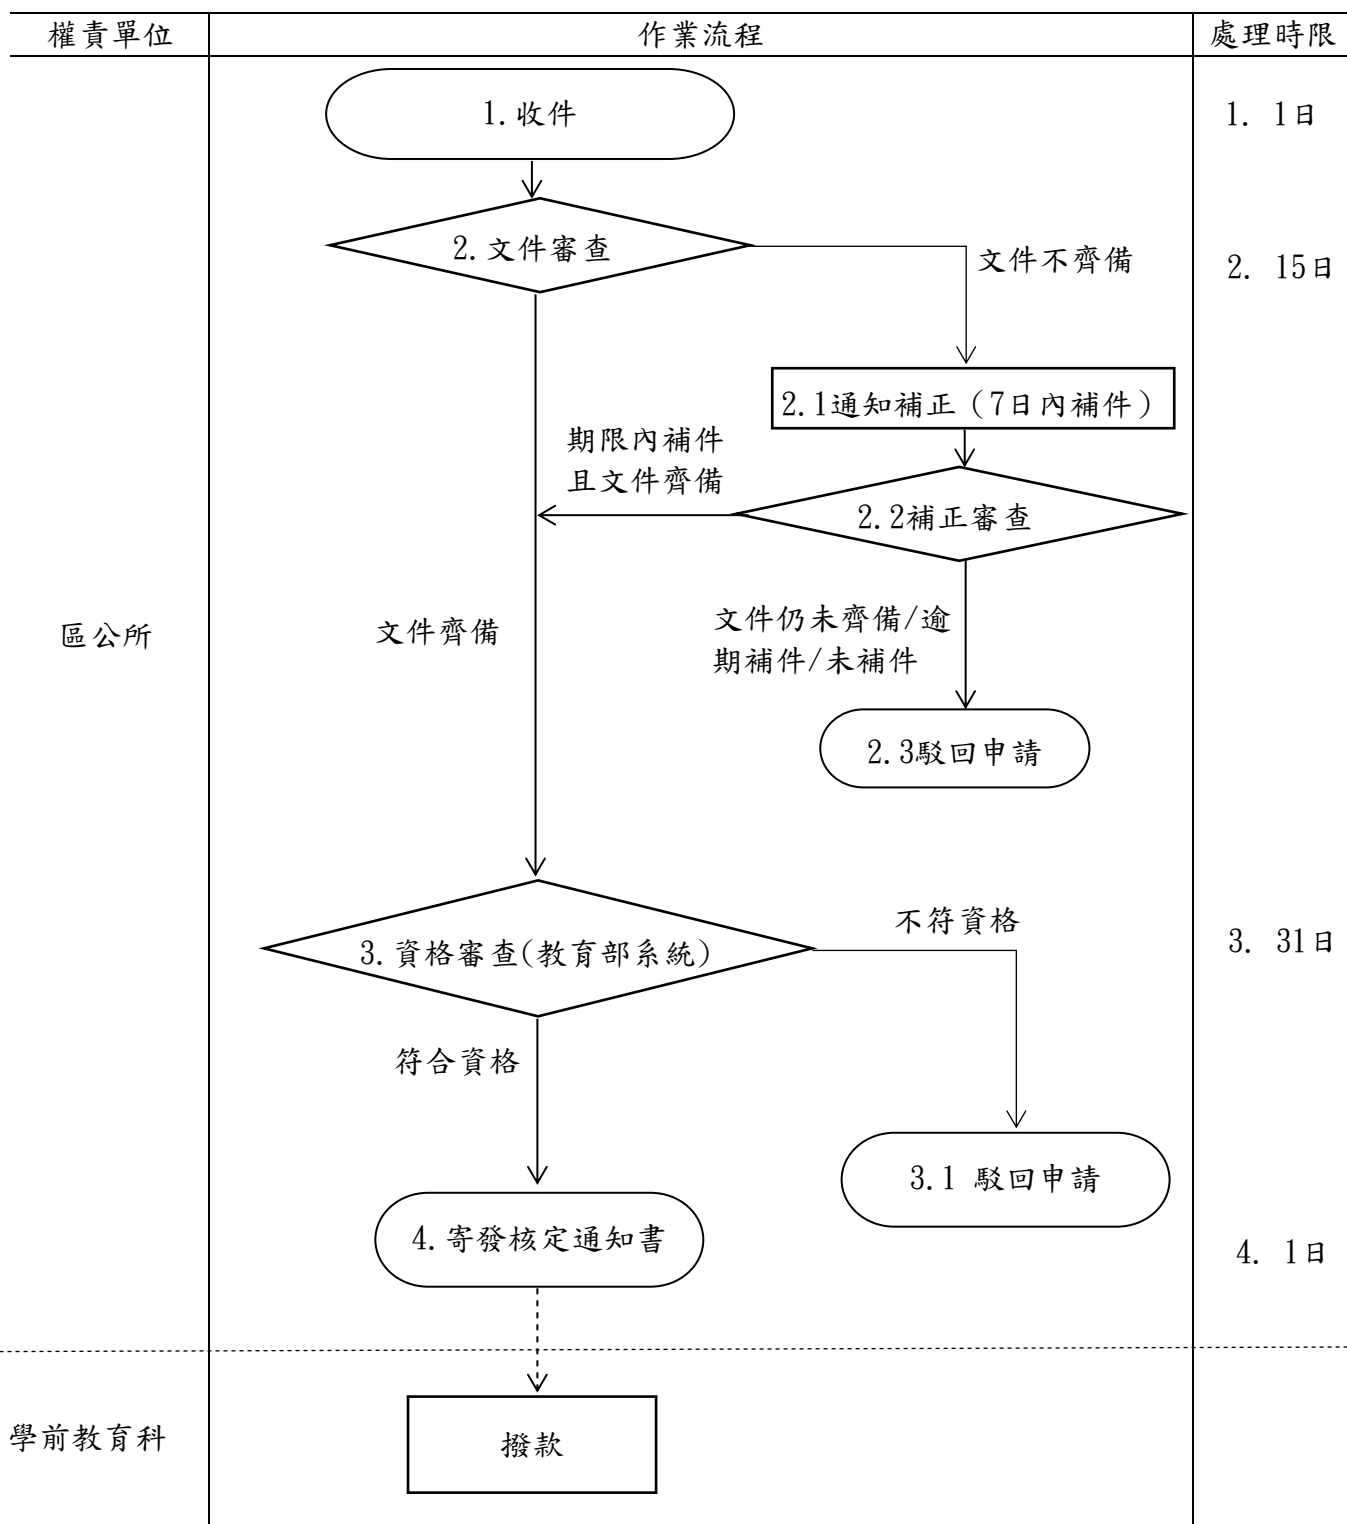 權責單位
作業流程
處理時限
1.收件
1. 1日
2.文件審查
文件不齊備
2. 15日
2.1通知補正（7日內補件）
期限內補件
且文件齊備
2.2補正審查
區公所
文件齊備
文件仍未齊備/逾
期補件/未補件
2.3駁回申請
不符資格
3.資格審查(教育部系統)
3. 31日
符合資格
3.1 駁回申請
4.寄發核定通知書
4. 1日
學前教育科
撥款